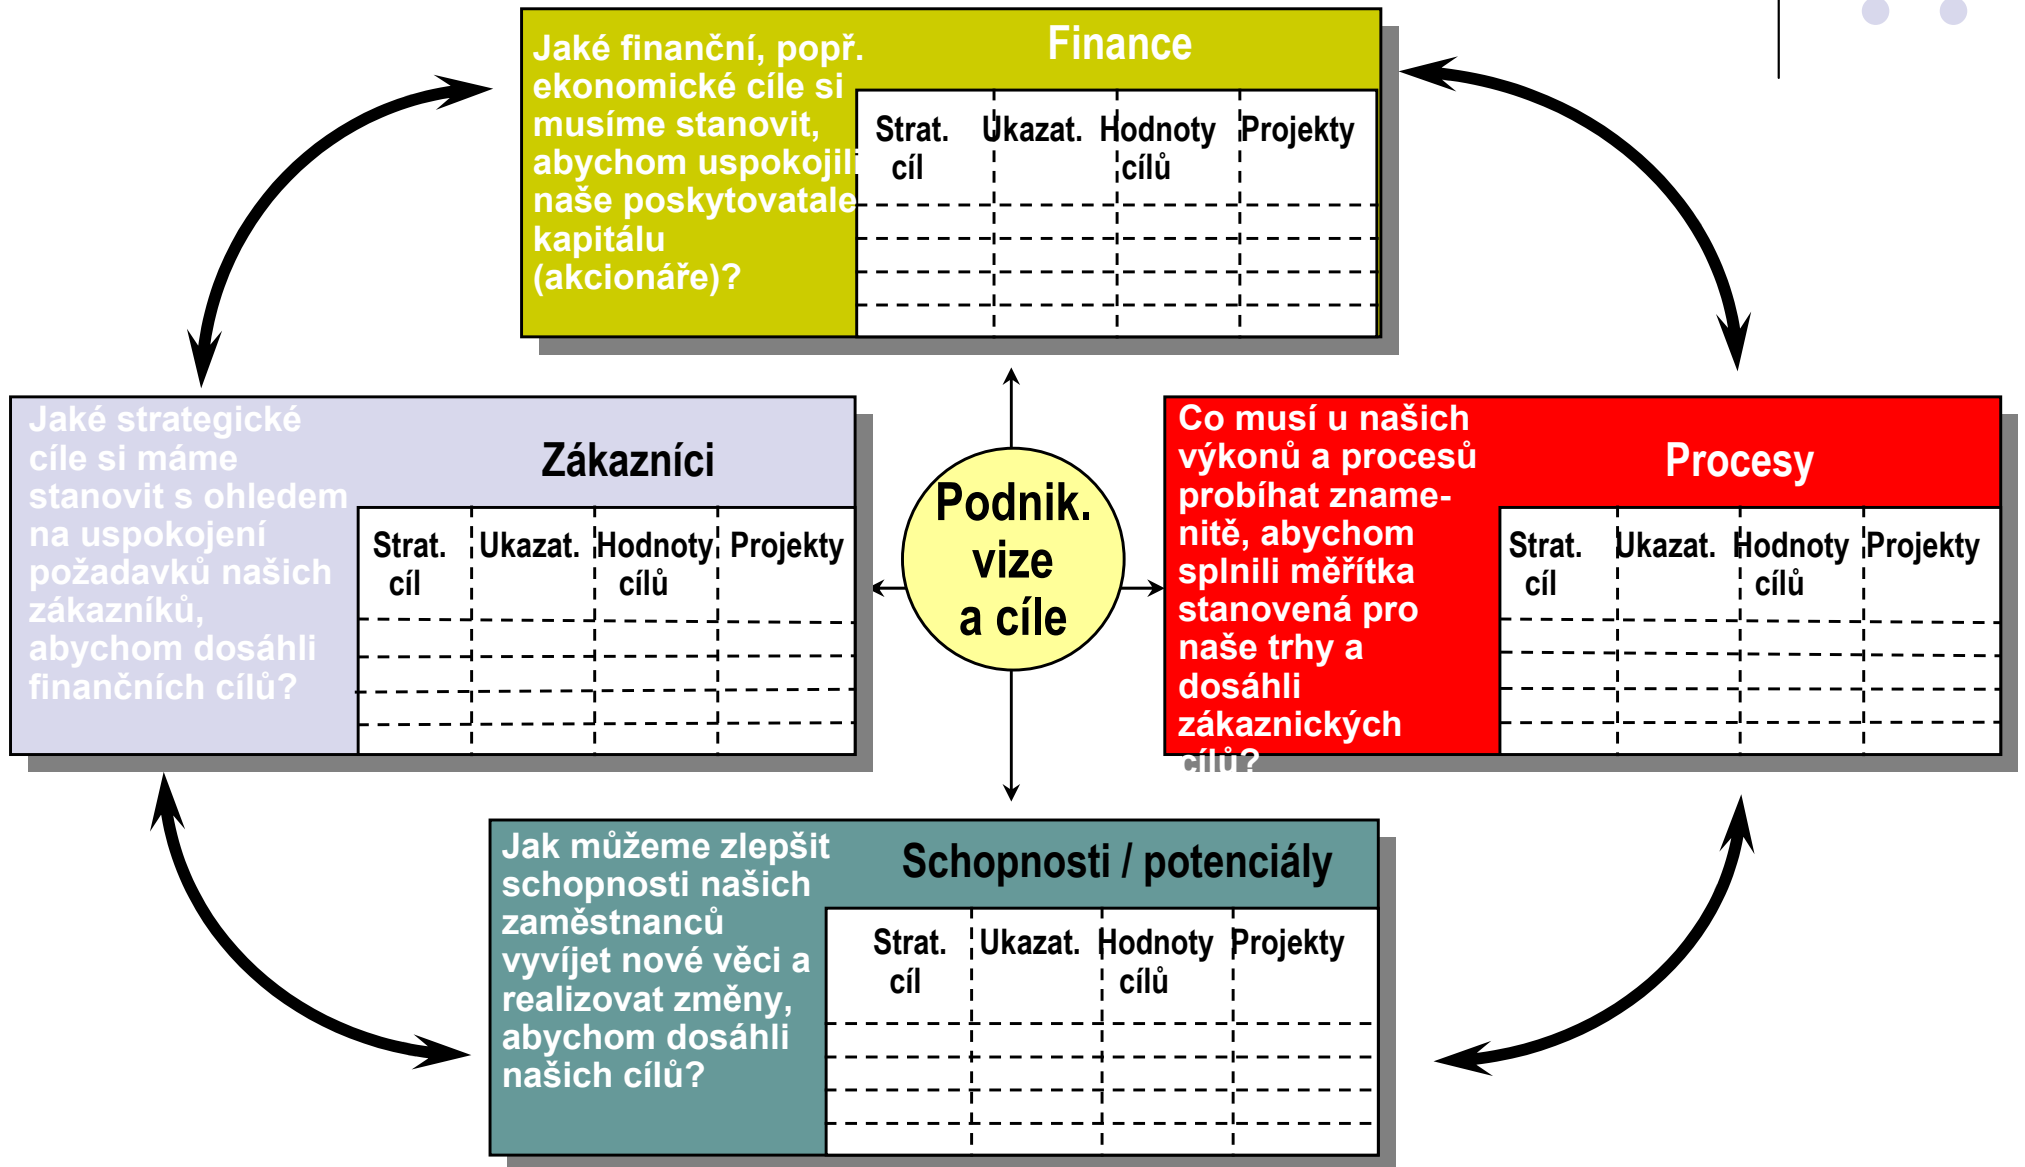 Jaké finanční, popř.
ekonomické cíle si
musíme stanovit,
abychom uspokojili
naše poskytovatale
kapitálu
(akcionáře)?
Finance
Strat. Ukazat. Hodnoty Projekty
cíl cílů
Jaké strategické
cíle si máme
stanovit s ohledem
na uspokojení
požadavků našich
zákazníků,
abychom dosáhli
finančních cílů?
Zákazníci
Strat. Ukazat. Hodnoty Projekty
cíl cílů
Podnik.
vize
a cíle
Co musí u našich
výkonů a procesů
probíhat zname-
nitě, abychom
splnili měřítka
stanovená pro
naše trhy a
dosáhli
zákaznických
cílů?
Procesy
Strat. Ukazat. Hodnoty Projekty
cíl cílů
Jak můžeme zlepšit
schopnosti našich
zaměstnanců
vyvíjet nové věci a
realizovat změny,
abychom dosáhli
našich cílů?
Schopnosti / potenciály
Strat. Ukazat. Hodnoty Projekty
cíl cílů